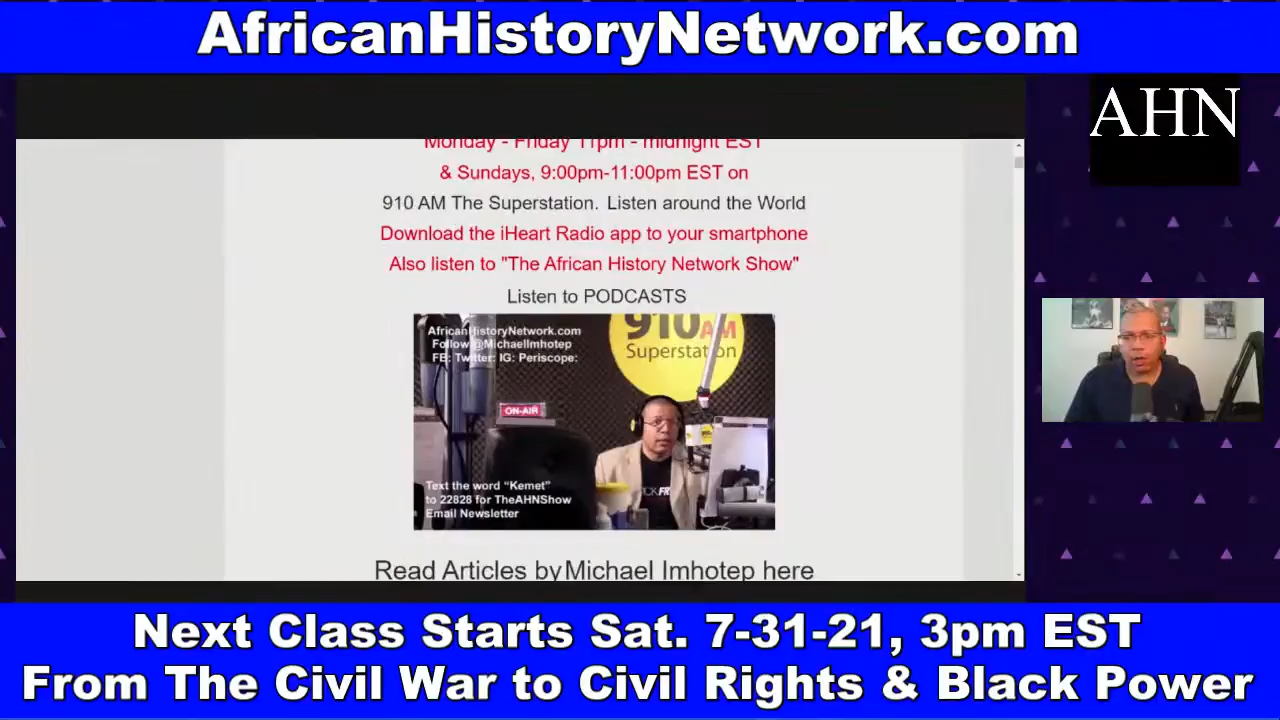 AfricanHistoryNetwork.com
AHN
Monday - Friday 11pm - midnight EST
& Sundays, 9:00pm-11:00pm EST on
910 AM The Superstation. Listen around the World
Download the iHeart Radio app to your smartphone
Also listen to "The African History Network Show"
Listen to PODCASTS
AfricanHistoryNetwork.com
Follow @MichaelImhotep
FB: Twitter: IG: Periscope:
910AM
Superstation
ON-AIR
Text the word “Kemet”
to 22828 for TheAHNShow
Email Newsletter
Read Articles by Michael Imhotep here
Next Class Starts Sat. 7-31-21, 3pm EST
From The Civil War to Civil Rights & Black Power